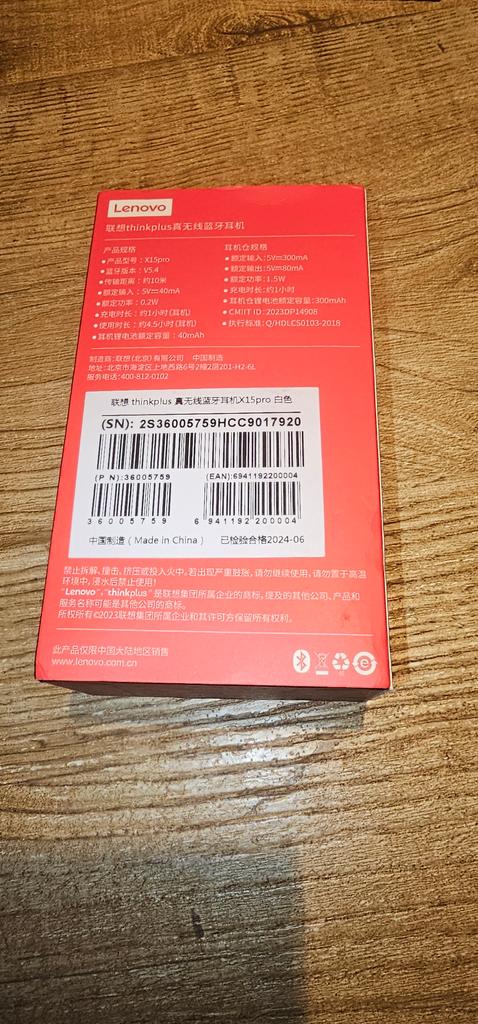 Lenovo
联想thinkplus真无线蓝牙耳机
产品规格
●产品型号：X15pro
●蓝牙版本：V5.4
●传输距离：约10米
●额定输入：5V⎓40mA
●额定功率：0.2W
●充电时长：约1小时(耳机)
●使用时长：约4.5小时(耳机)
●耳机锂电池额定容量：40mAh
耳机仓规格
●额定输入:5V⎓300mA
●额定输出:5V⎓80mA
●额定功率：1.5W
●充电时长：约1小时
●耳机仓锂电池额定容量：300mAh
●CMIIT ID：2023DP14908
●执行标准：Q/HDLCS0103-2018
制造商：联想(北京)有限公司 中国制造
地址：北京市海淀区上地西路6号2幢2层201-H2-6L
服务电话：400-812-0102
联想 thinkplus 真无线蓝牙耳机X15pro 白色
(SN): 2S36005759HCC9017920
(P N):36005759
(EAN):6941192200004
36005759
6 941192 200004
中国制造（Made in China） 已检验合格2024-06
禁止拆解、撞击、挤压或投入火中。若出现严重鼓胀，请勿继续使用，请勿置于高温
环境中，浸水后禁止使用！
"Lenovo"、"thinkplus"是联想集团所属企业的商标，提及的其他公司、产品和
服务名称可能是其他公司的商标。
所权所有©2023联想集团所属企业和其许可方保留所有权利。
此产品仅限中国大陆地区销售
www.lenovo.com.cn